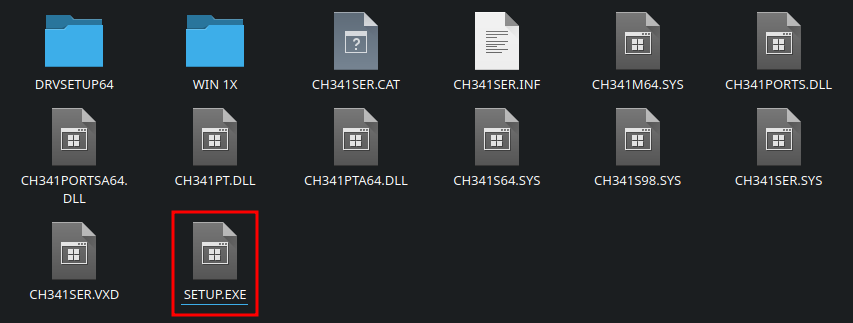 DRVSETUP64
WIN 1X
CH341SER.CAT
CH341SER.INF
CH341M64.SYS
CH341PORTS.DLL
CH341PORTSA64.
DLL
CH341PT.DLL
CH341PTA64.DLL
CH341S64.SYS
CH341S98.SYS
CH341SER.SYS
CH341SER.VXD
SETUP.EXE